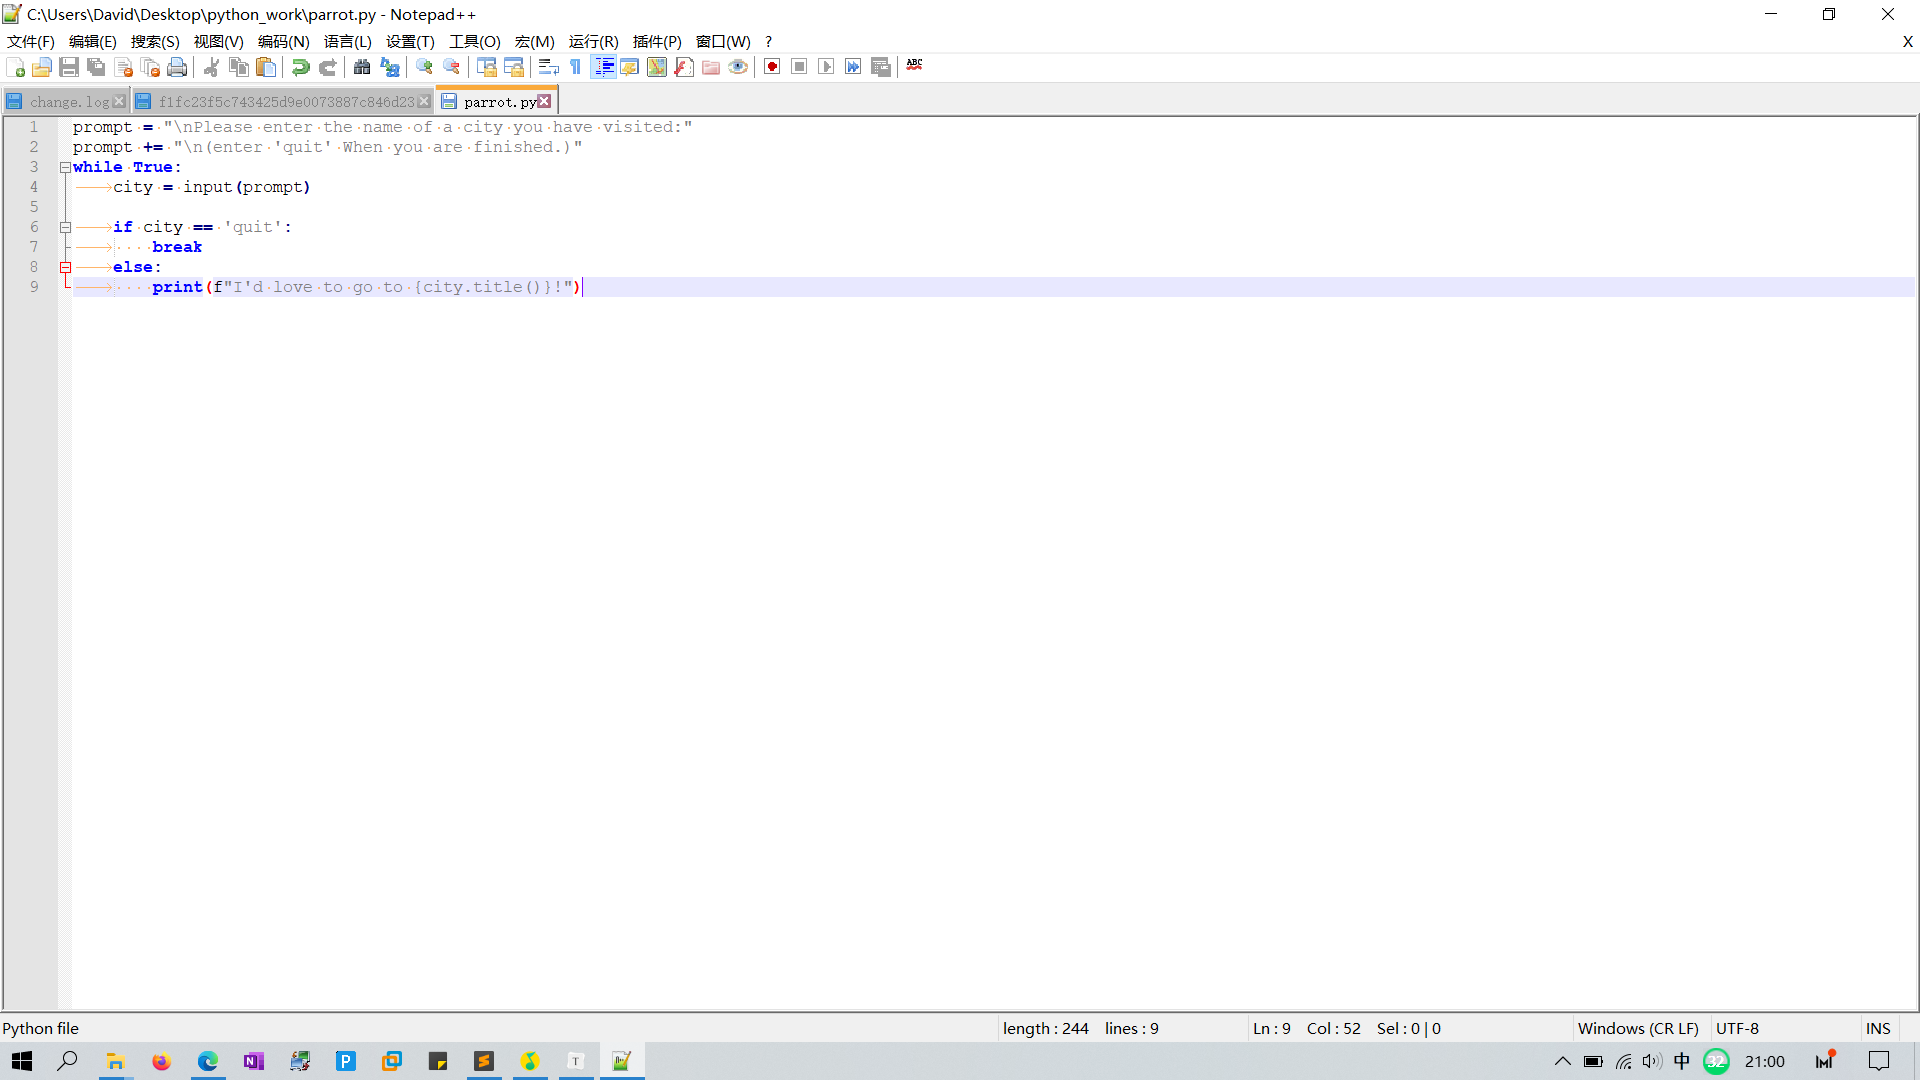 C:\Users\David\Desktop\python_work\parrot.py - Notepad++
文件(F) 编辑(E) 搜索(S) 视图(V) 编码(N) 语言(L) 设置(T) 工具(O) 宏(M) 运行(R) 插件(P) 窗口(W) ? X
ABC
change.log f1fc23f5c743425d9e0073887c846d23 parrot.py
1 prompt = "\nPlease enter the name of a city you have visited:"
2 prompt += "\n(enter 'quit' When you are finished.)"
3 while True:
4 city = input(prompt)
5
6 if city == 'quit':
7 break
8 else:
9 print(f"I'd love to go to {city.title()}!")
Python file length : 244 lines : 9 Ln : 9 Col : 52 Sel : 0 | 0 Windows (CR LF) UTF-8 INS
中 32 21:00